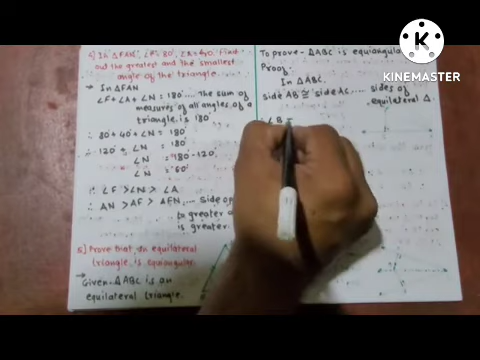 4) In ΔFAN, ∠F=80°, ∠A=40°. Find
out the greatest and the smallest
angle of the triangle.
→ In ΔFAN
∠F+∠A+∠N = 180° .... The sum of
measures of all angles of a
triangle is 180°
∴ 80+40+∠N = 180°
∴ 120 + ∠N = 180°
∠N = 180-120
∠N = 60°
∴ ∠F >∠N > ∠A
∴ AN > AF > FN .... side op
to greater
is greater.
5) Prove that an equilateral
triangle is equiangular.
→ Given- ΔABC is an
equilateral triangle.
To prove- ΔABC is equiangular
Proof-
In ΔABC
side AB ≅ side AC .... sides of
equilateral Δ.
∠B =
KINEMASTER